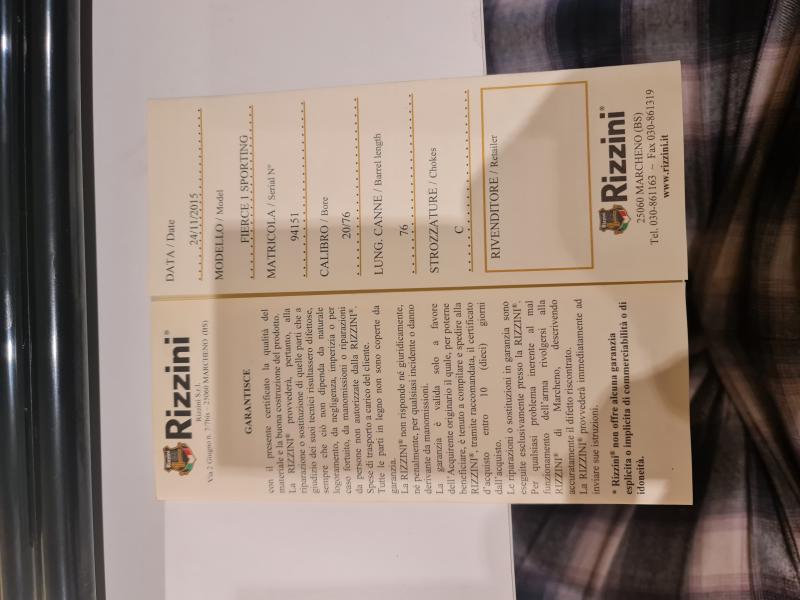 Rizzini®
Rizzini S.r.l.
Via 2 Giugno n. 7/7bis - 25060 MARCHENO (BS)
GARANTISCE
con il presente certificato la qualità del
materiale e la buona costruzione del prodotto.
La RIZZINI® provvederà, pertanto, alla
riparazione o sostituzione di quelle parti che a
giudizio dei suoi tecnici risultassero difettose,
sempre che ciò non dipenda da naturale
logoramento, da negligenza, imperizia o per
caso fortuito, da manomissioni o riparazioni
da persone non autorizzate dalla RIZZINI®.
Spese di trasporto a carico del cliente.
Tutte le parti in legno non sono coperte da
garanzia.
La RIZZINI® non risponde né giuridicamente,
né penalmente, per qualsiasi incidente o danno
derivante da manomissioni.
La garanzia è valida solo a favore
dell'Acquirente originario il quale, per poterne
beneficiare, è tenuto a compilare e spedire alla
RIZZINI®, tramite raccomandata, il certificato
d'acquisto entro 10 (dieci) giorni
dall'acquisto.
Le riparazioni o sostituzioni in garanzia sono
eseguite esclusivamente presso la RIZZINI®.
Per qualsiasi problema inerente al mal
funzionamento dell'arma rivolgersi alla
RIZZINI® di Marcheno, descrivendo
accuratamente il difetto riscontrato.
La RIZZINI® provvederà immediatamente ad
inviare sue istruzioni.
* Rizzini® non offre alcuna garanzia
esplicita o implicita di commerciabilità o di
idoneità.
DATA / Date
24/11/2015
MODELLO / Model
FIERCE 1 SPORTING
MATRICOLA / Serial N°
94151
CALIBRO / Bore
20/76
LUNG. CANNE / Barrel length
76
STROZZATURE / Chokes
C
RIVENDITORE / Retailer
Rizzini®
25060 MARCHENO (BS)
Tel. 030-861163 ~ Fax 030-861319
www.rizzini.it